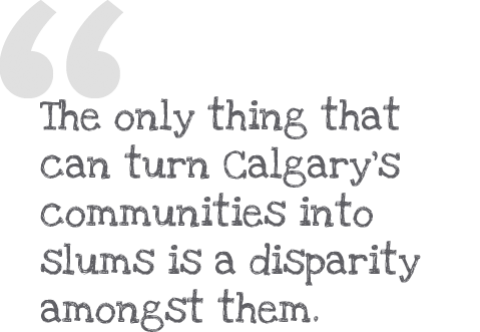 “
The only thing that
can turn Calgary’s
communities into
slums is a disparity
amongst them.